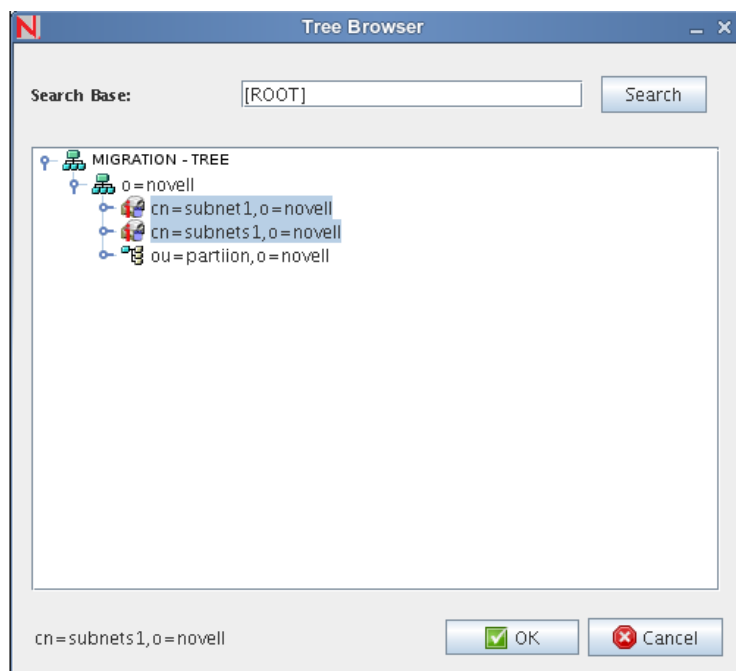 N Tree Browser
Search Base: [ROOT] Search
MIGRATION - TREE
o=novell
cn=subnet1,o=novell
cn=subnets1,o=novell
ou=partiion,o=novell
cn=subnets1,o=novell OK Cancel